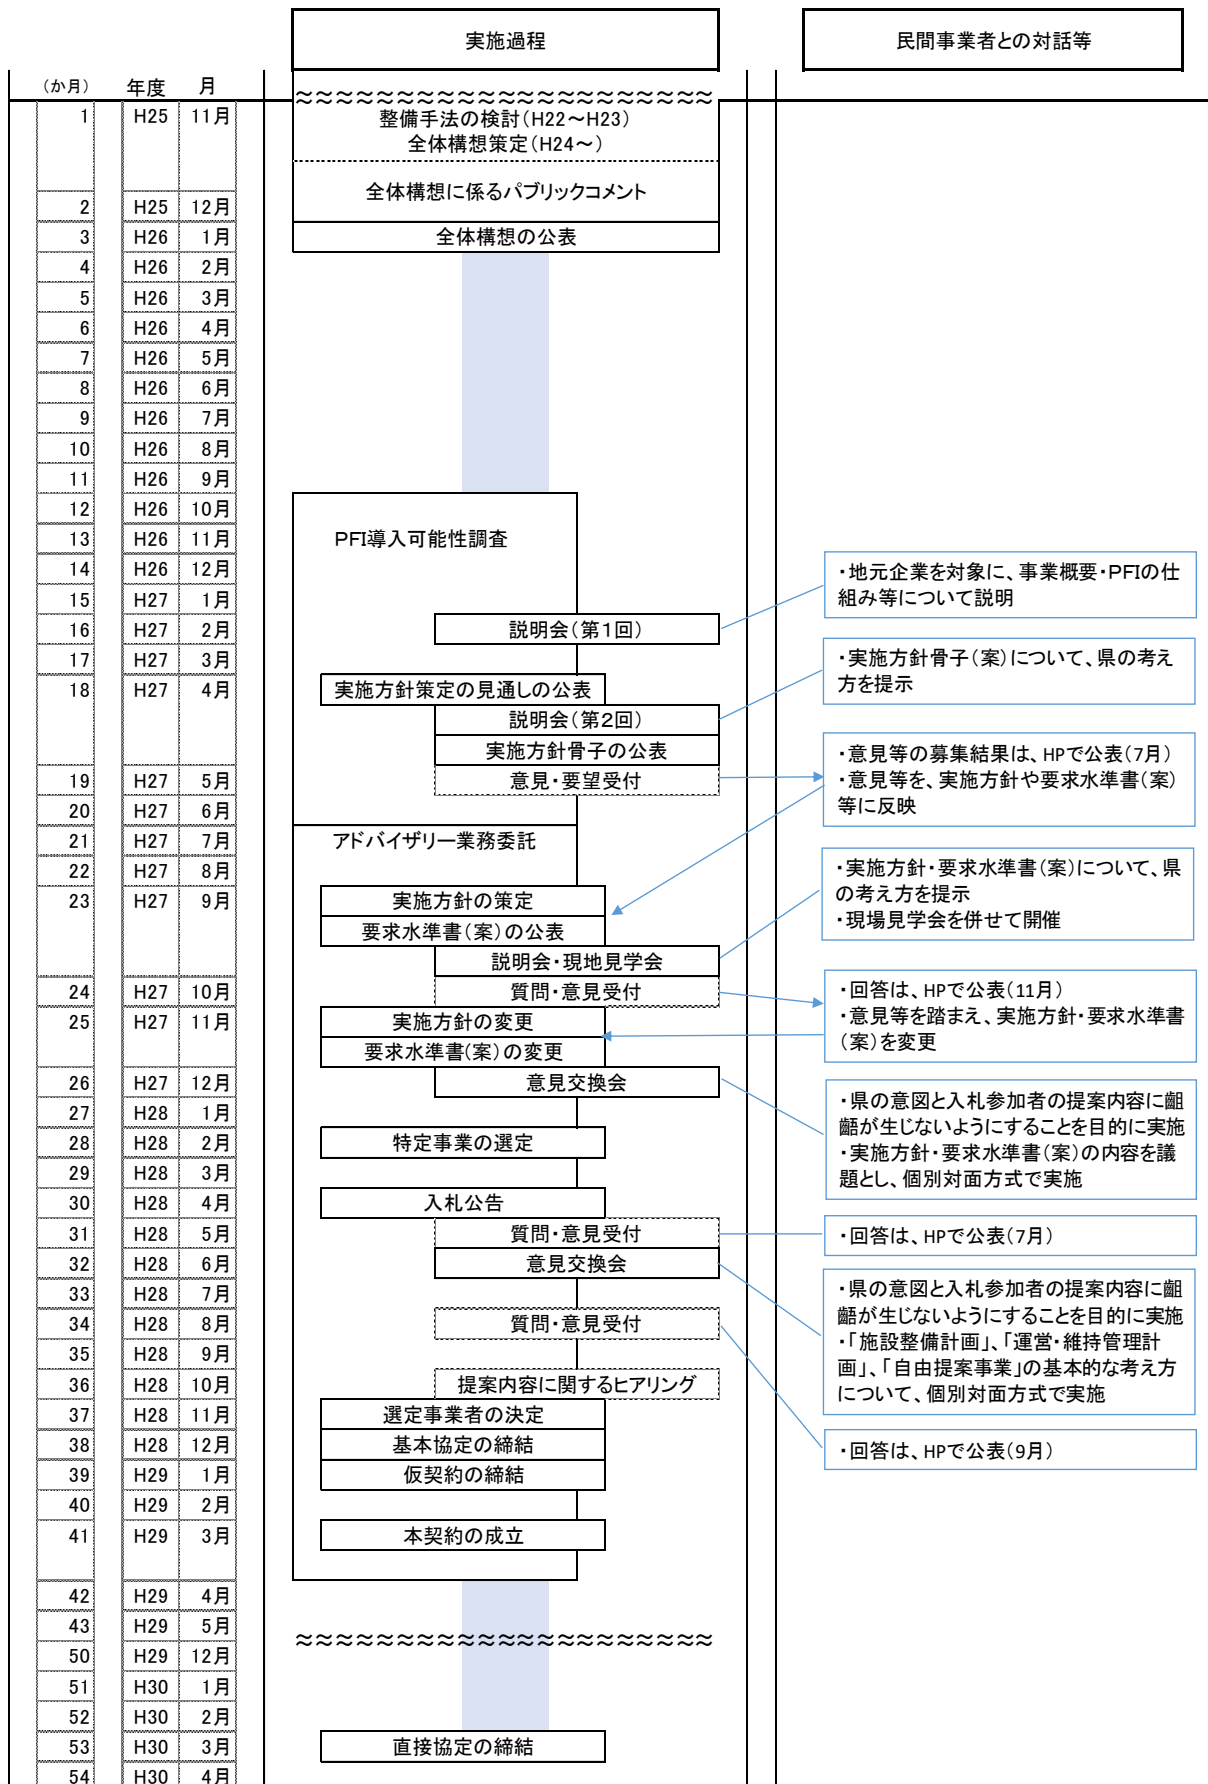 実施過程
民間事業者との対話等
（か月） 年度 月
≈≈≈≈≈≈≈≈≈≈≈≈≈≈≈≈≈≈≈≈≈
1 H25 11月
整備手法の検討（H22～H23）
全体構想策定（H24～）
全体構想に係るパブリックコメント
2 H25 12月
3 H26 1月 全体構想の公表
4 H26 2月
5 H26 3月
6 H26 4月
7 H26 5月
8 H26 6月
9 H26 7月
10 H26 8月
11 H26 9月
12 H26 10月
13 H26 11月 PFI導入可能性調査
14 H26 12月
15 H27 1月
16 H27 2月 説明会（第1回）
17 H27 3月
18 H27 4月 実施方針策定の見通しの公表
説明会（第2回）
実施方針骨子の公表
19 H27 5月 意見・要望受付
20 H27 6月
21 H27 7月 アドバイザリー業務委託
22 H27 8月
23 H27 9月 実施方針の策定
要求水準書（案）の公表
説明会・現地見学会
24 H27 10月 質問・意見受付
25 H27 11月 実施方針の変更
要求水準書(案)の変更
26 H27 12月 意見交換会
27 H28 1月
28 H28 2月 特定事業の選定
29 H28 3月
30 H28 4月 入札公告
31 H28 5月 質問・意見受付
32 H28 6月 意見交換会
33 H28 7月
34 H28 8月 質問・意見受付
35 H28 9月
36 H28 10月 提案内容に関するヒアリング
37 H28 11月 選定事業者の決定
38 H28 12月 基本協定の締結
39 H29 1月 仮契約の締結
40 H29 2月
41 H29 3月 本契約の成立
42 H29 4月
43 H29 5月
≈≈≈≈≈≈≈≈≈≈≈≈≈≈≈≈≈≈≈≈≈
50 H29 12月
51 H30 1月
52 H30 2月
53 H30 3月 直接協定の締結
54 H30 4月
・地元企業を対象に、事業概要・PFIの仕
組み等について説明
・実施方針骨子（案）について、県の考え
方を提示
・意見等の募集結果は、HPで公表（7月）
・意見等を、実施方針や要求水準書（案）
等に反映
・実施方針・要求水準書（案）について、県
の考え方を提示
・現場見学会を併せて開催
・回答は、HPで公表（11月）
・意見等を踏まえ、実施方針・要求水準書
（案）を変更
・県の意図と入札参加者の提案内容に齟
齬が生じないようにすることを目的に実施
・実施方針・要求水準書（案）の内容を議
題とし、個別対面方式で実施
・回答は、HPで公表（7月）
・県の意図と入札参加者の提案内容に齟
齬が生じないようにすることを目的に実施
・「施設整備計画」、「運営・維持管理計
画」、「自由提案事業」の基本的な考え方
について、個別対面方式で実施
・回答は、HPで公表（9月）